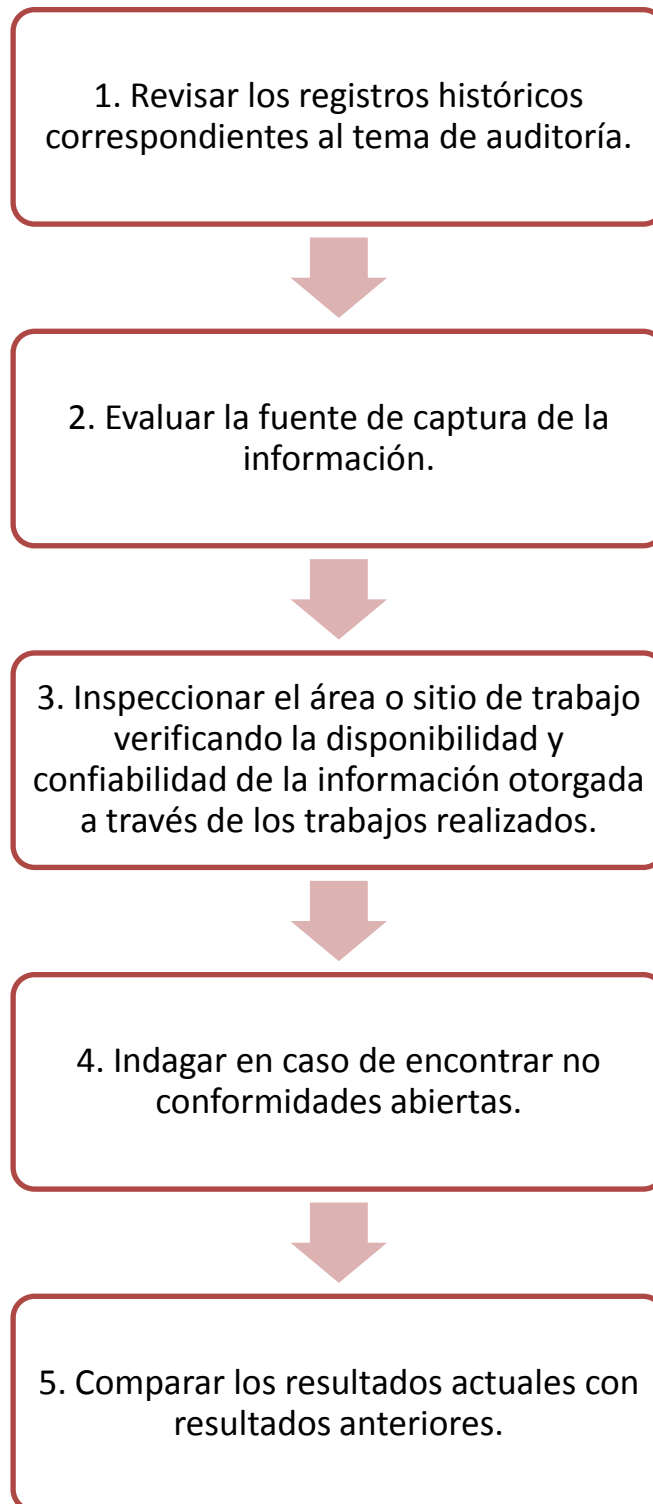 1. Revisar los registros históricos
correspondientes al tema de auditoría.
2. Evaluar la fuente de captura de la
información.
3. Inspeccionar el área o sitio de trabajo
verificando la disponibilidad y
confiabilidad de la información otorgada
a través de los trabajos realizados.
4. Indagar en caso de encontrar no
conformidades abiertas.
5. Comparar los resultados actuales con
resultados anteriores.